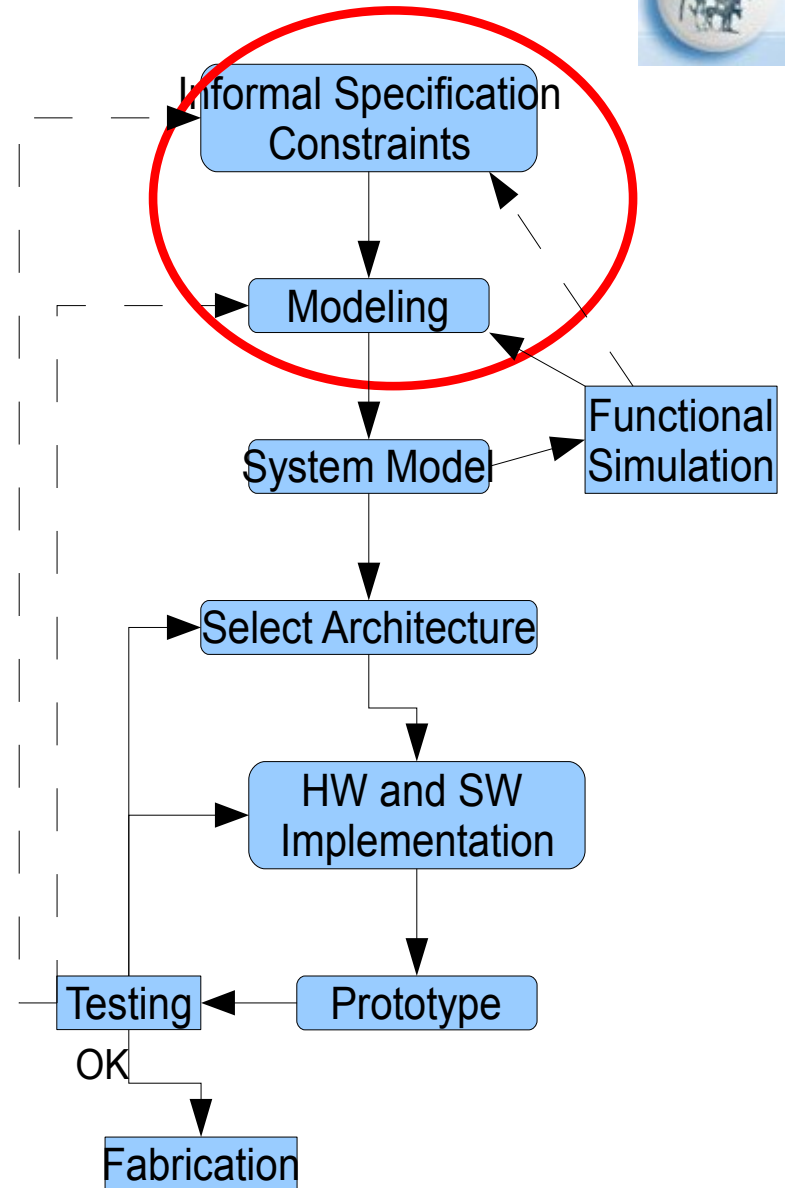 Informal Specification
Constraints
Modeling
Functional
Simulation
System Model
Select Architecture
HW and SW
Implementation
Testing
Prototype
OK
Fabrication